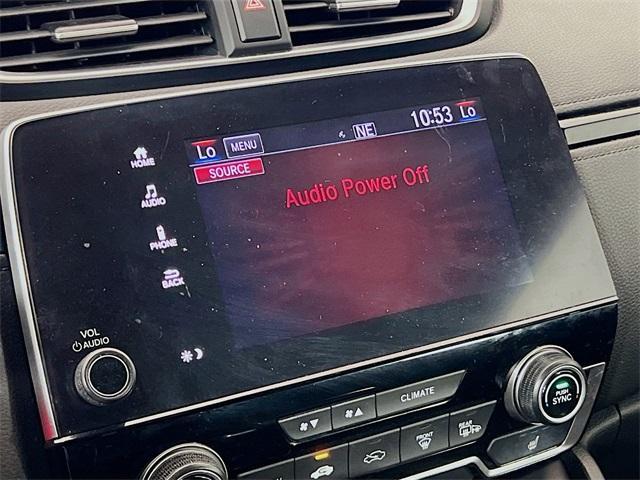 Lo MENU NE 10:53 Lo
SOURCE
Audio Power Off
HOME
AUDIO
PHONE
BACK
VOL
AUDIO
CLIMATE
PUSH
SYNC
FRONT
REAR